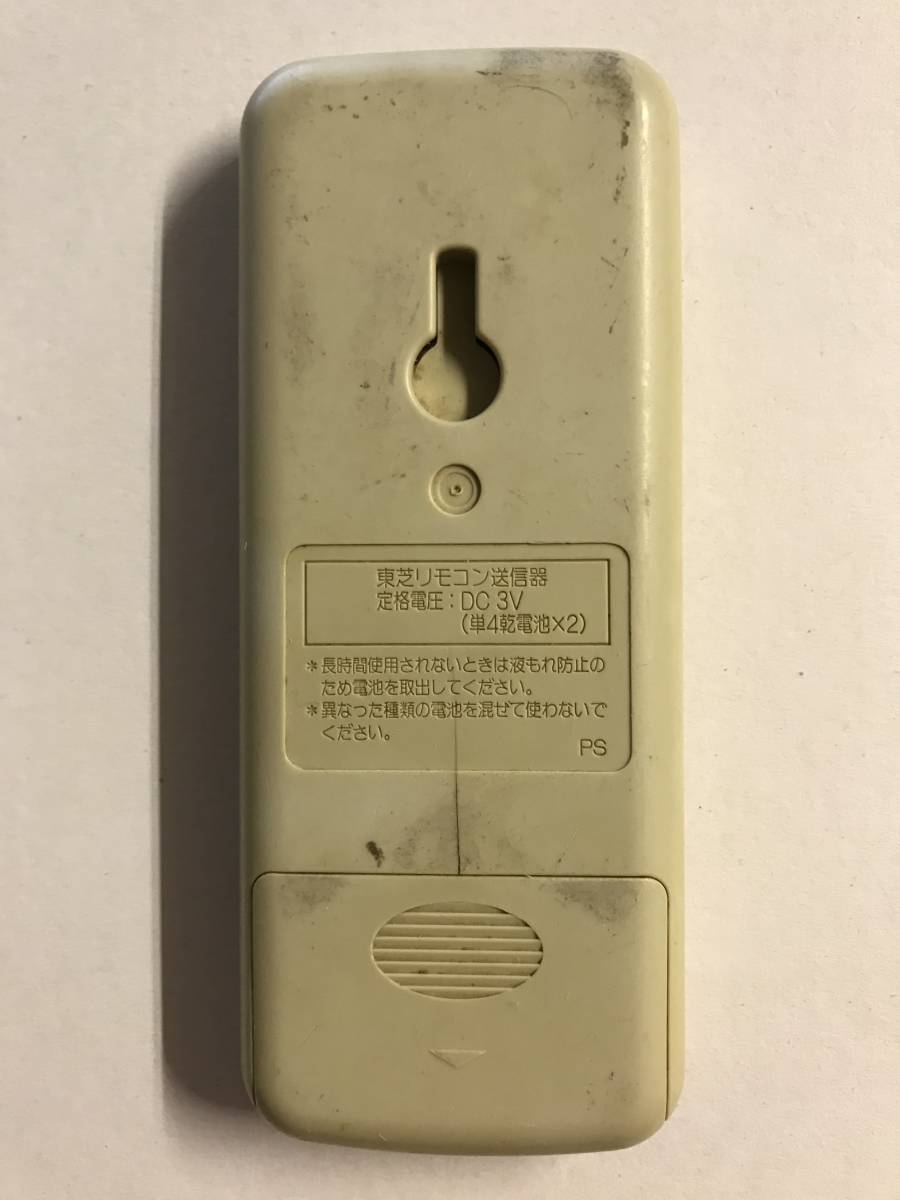 東芝リモコン送信器
定格電圧：DC 3V
（単4乾電池×2）
＊長時間使用されないときは液もれ防止の
ため電池を取出してください。
＊異なった種類の電池を混ぜて使わないで
ください。
PS